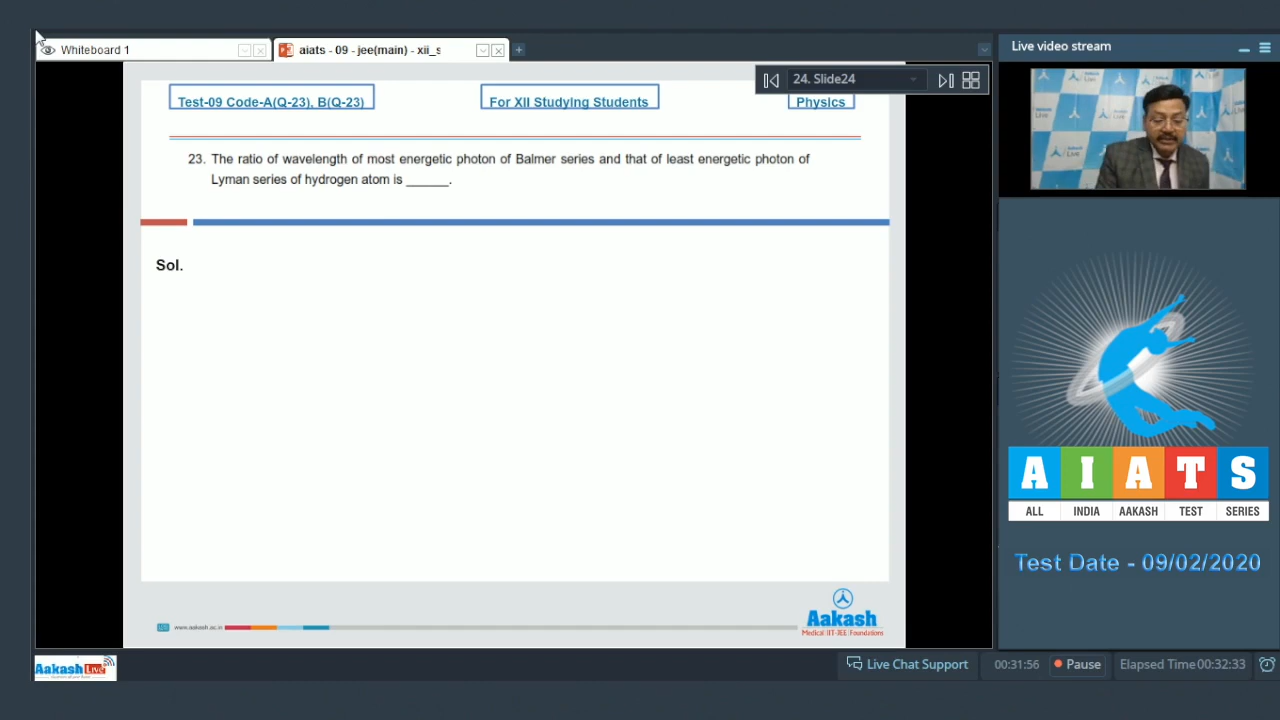 Whiteboard 1
aiats - 09 - jee(main) - xii_s
Live video stream
24. Slide24
Test-09 Code-A(Q-23), B(Q-23)
For XII Studying Students
Physics
23. The ratio of wavelength of most energetic photon of Balmer series and that of least energetic photon of
Lyman series of hydrogen atom is ______.
Sol.
A I A T S
ALL INDIA AAKASH TEST SERIES
Test Date - 09/02/2020
www.aakash.ac.in
Aakash
Medical|IIT-JEE|Foundations
Aakash Live
Live Chat Support
00:31:56
Pause
Elapsed Time 00:32:33